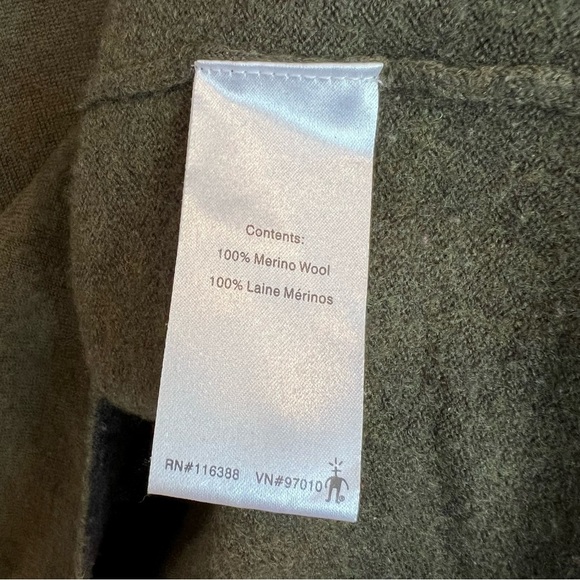 Contents:
100% Merino Wool
100% Laine Mérinos
RN#116388 VN#97010